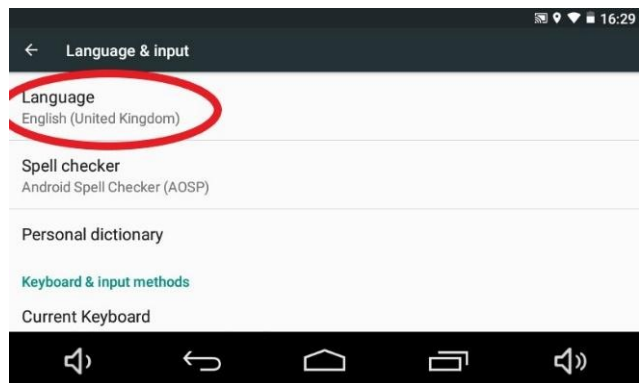 16:29
Language & input
Language
English (United Kingdom)
Spell checker
Android Spell Checker (AOSP)
Personal dictionary
Keyboard & input methods
Current Keyboard